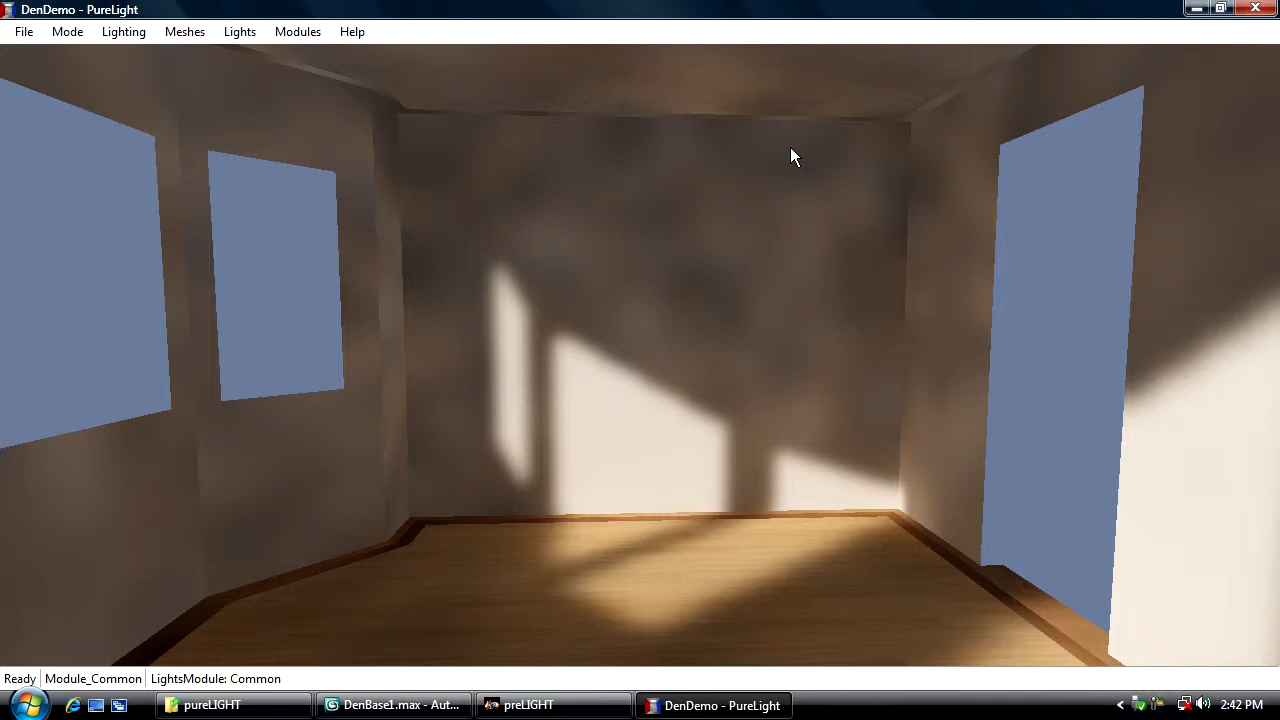 DenDemo - PureLight
File Mode Lighting Meshes Lights Modules Help
Ready Module_Common LightsModule: Common
pureLIGHT DenBase1.max - Aut... preLIGHT DenDemo - PureLight 2:42 PM